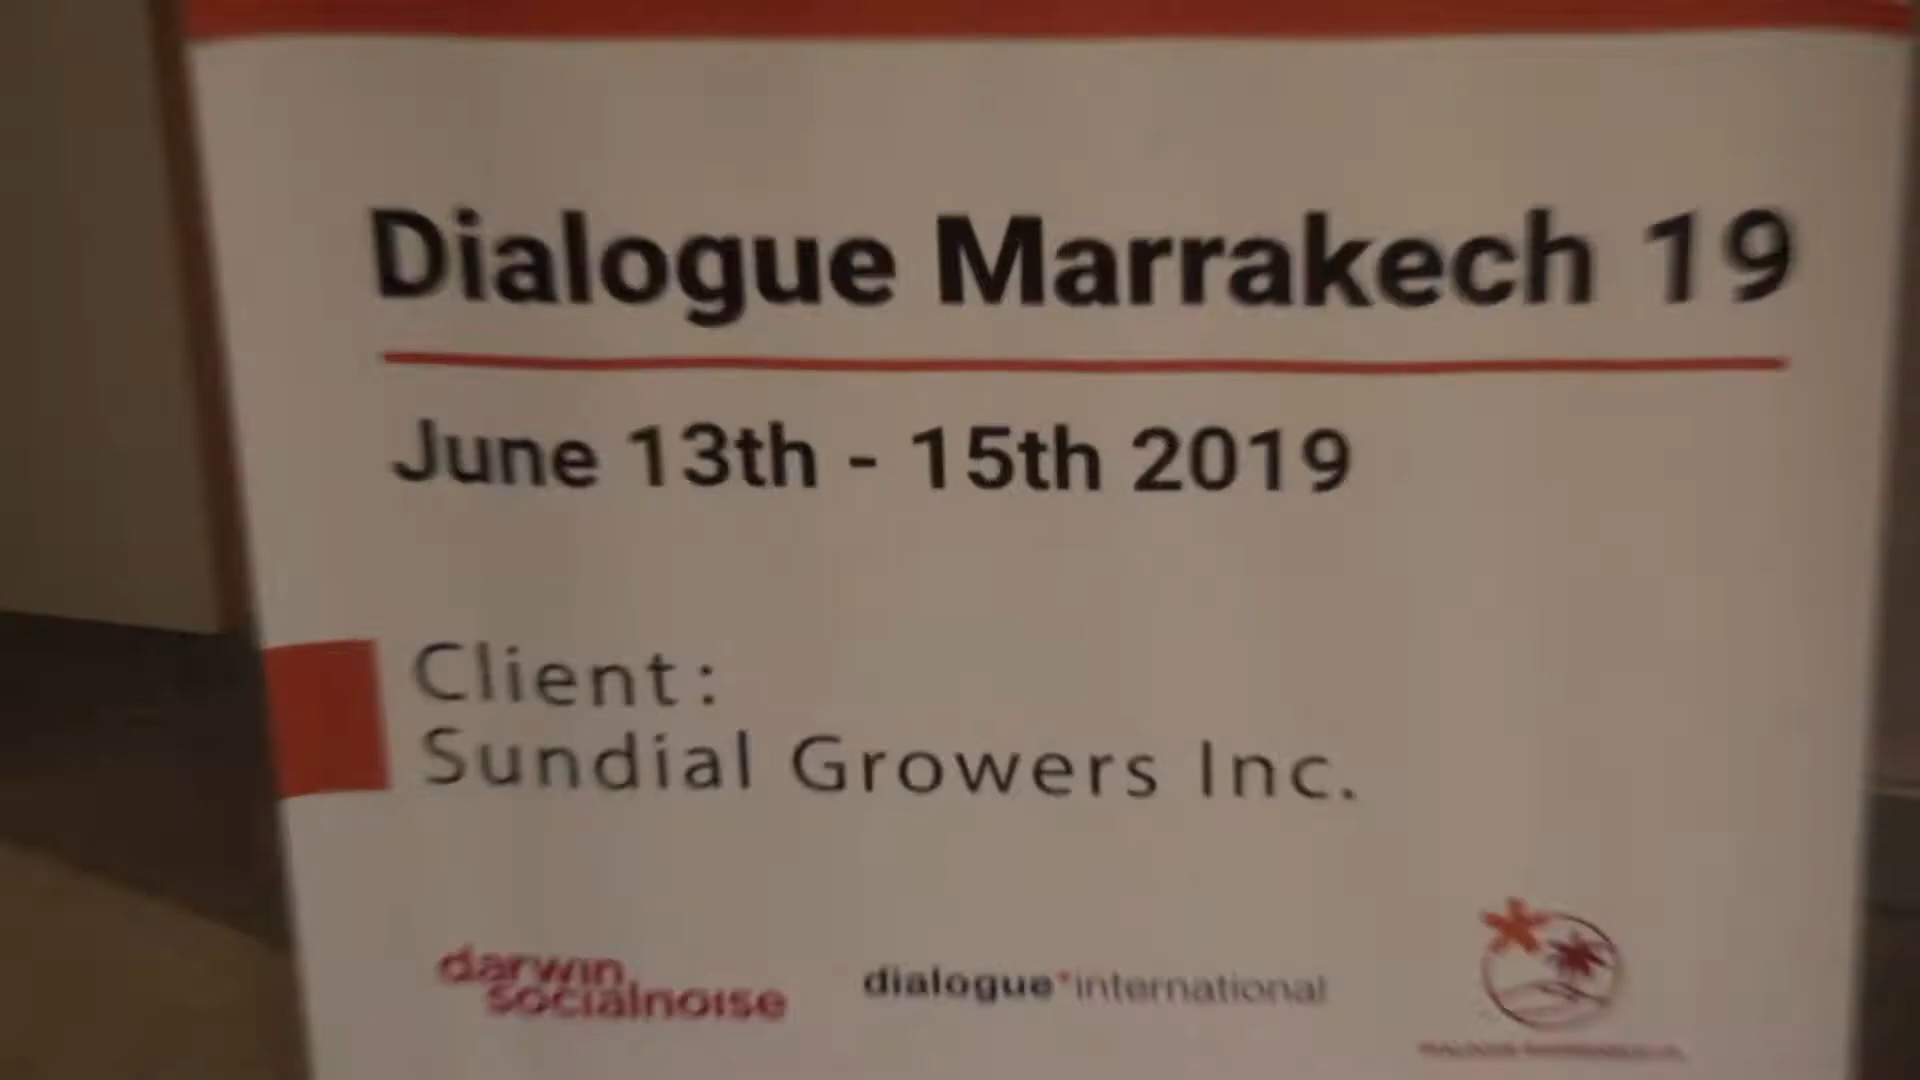 Dialogue Marrakech 19
June 13th - 15th 2019
Client:
Sundial Growers Inc.
darwin
socialnoise
dialogue*international